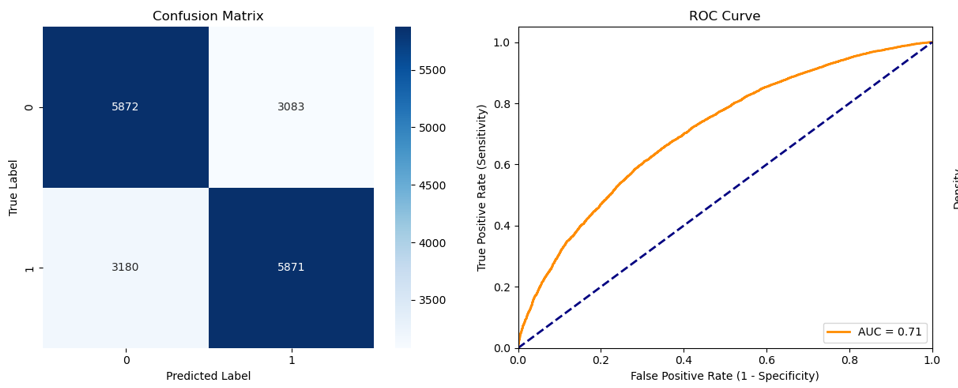 Confusion Matrix
5872 3083
3180 5871
0
1
True Label
0 1
Predicted Label
5500
5000
4500
4000
3500
ROC Curve
1.0
0.8
0.6
0.4
0.2
0.0
True Positive Rate (Sensitivity)
0.0 0.2 0.4 0.6 0.8 1.0
False Positive Rate (1 - Specificity)
AUC = 0.71
Density